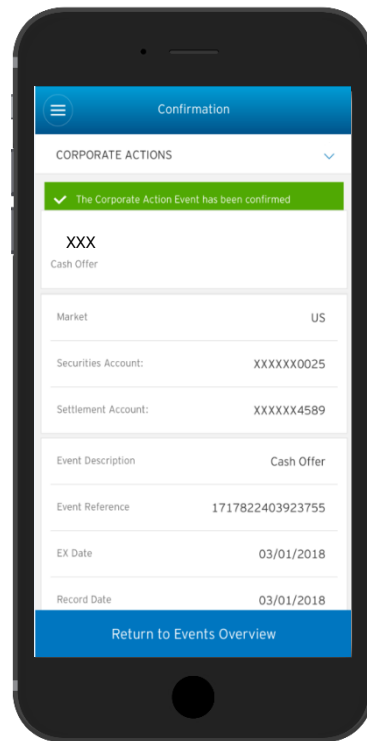 Confirmation
CORPORATE ACTIONS
The Corporate Action Event has been confirmed
XXX
Cash Offer
Market US
Securities Account: XXXXXX0025
Settlement Account: XXXXXX4589
Event Description Cash Offer
Event Reference 1717822403923755
EX Date 03/01/2018
Record Date 03/01/2018
Return to Events Overview